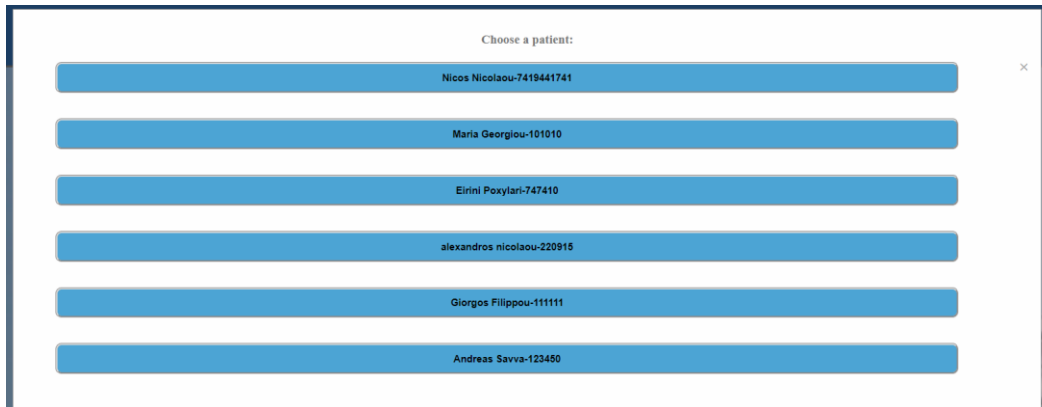 Choose a patient:
×
Nicos Nicolaou-7419441741
Maria Georgiou-101010
Eirini Poxylari-747410
alexandros nicolaou-220915
Giorgos Filippou-111111
Andreas Savva-123450